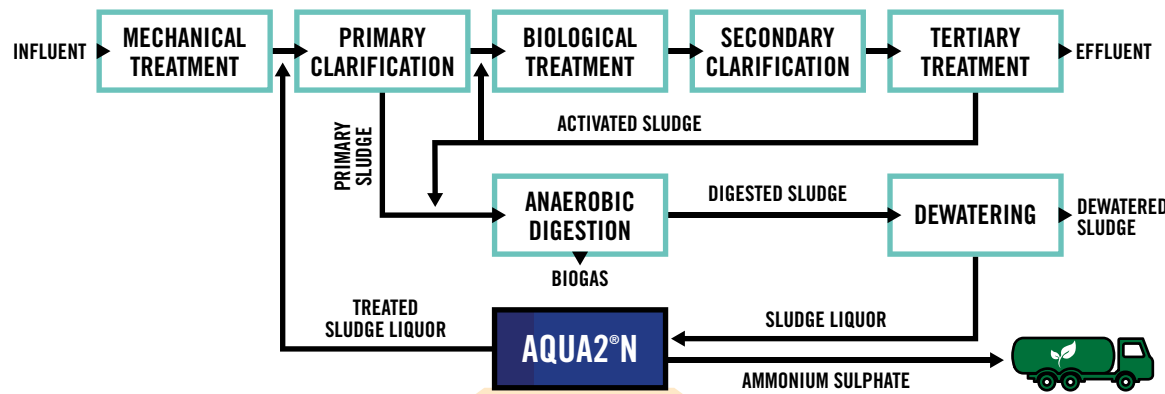 INFLUENT
MECHANICAL
TREATMENT
PRIMARY
CLARIFICATION
BIOLOGICAL
TREATMENT
SECONDARY
CLARIFICATION
TERTIARY
TREATMENT
EFFLUENT
PRIMARY
SLUDGE
ACTIVATED SLUDGE
ANAEROBIC
DIGESTION
DIGESTED SLUDGE
DEWATERING
DEWATERED
SLUDGE
BIOGAS
TREATED
SLUDGE LIQUOR
AQUA2®N
SLUDGE LIQUOR
AMMONIUM SULPHATE